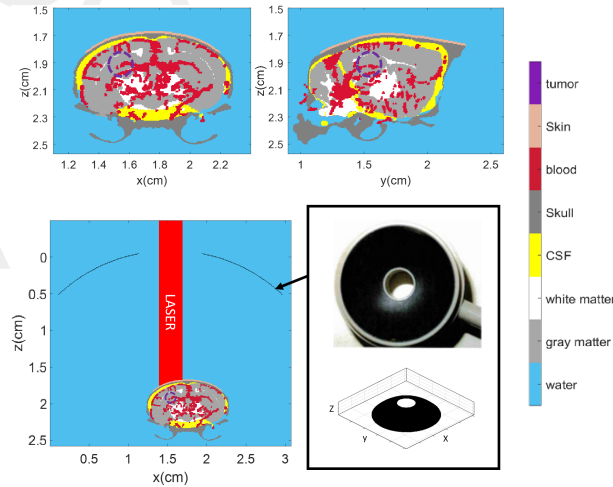 1.5
1.7
1.9
2.1
2.3
2.5
z(cm)
1.2 1.4 1.6 1.8 2 2.2
x(cm)
1.5
1.7
1.9
2.1
2.3
2.5
z(cm)
1 1.5 2 2.5
y(cm)
tumor
Skin
blood
Skull
CSF
white matter
gray matter
water
0
0.5
1
1.5
2
2.5
z(cm)
LASER
0.5 1 1.5 2 2.5 3
x(cm)
Z
y
X